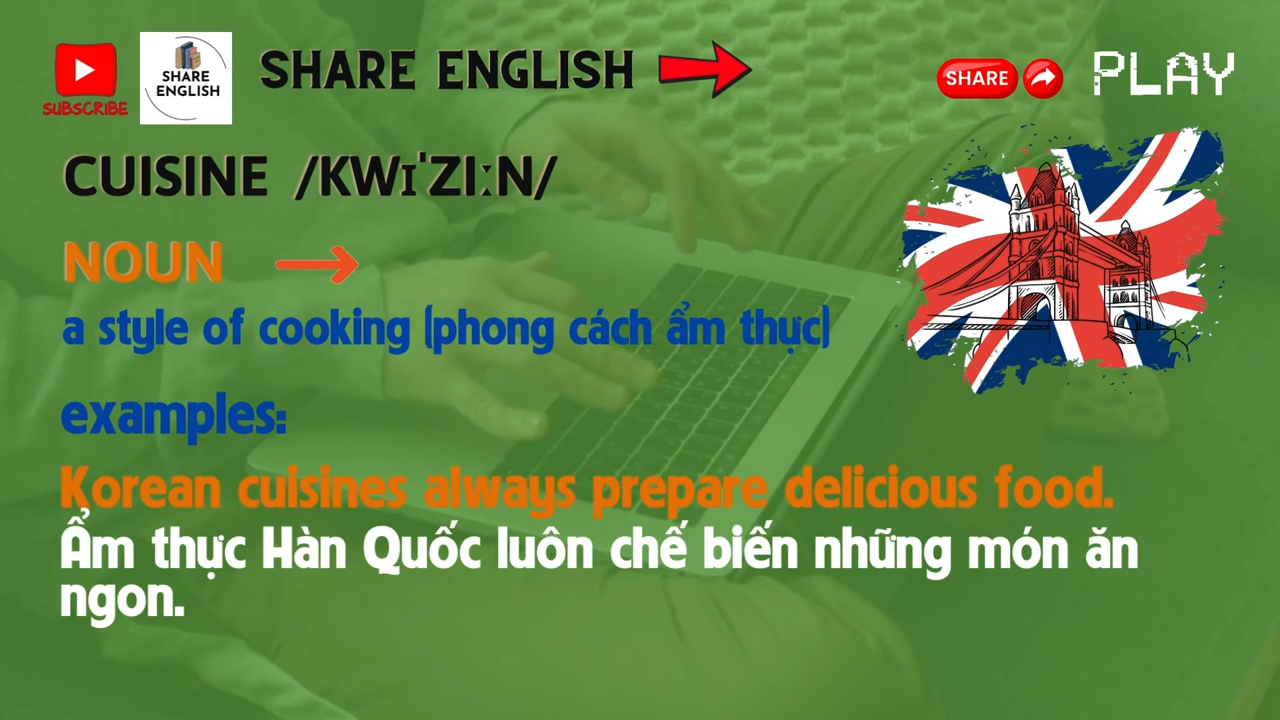 SUBSCRIBE
SHARE
ENGLISH
SHARE ENGLISH
SHARE
PLAY
CUISINE /KWɪˈZIːN/
NOUN
a style of cooking (phong cách ẩm thực)
examples:
Korean cuisines always prepare delicious food.
Ẩm thực Hàn Quốc luôn chế biến những món ăn
ngon.